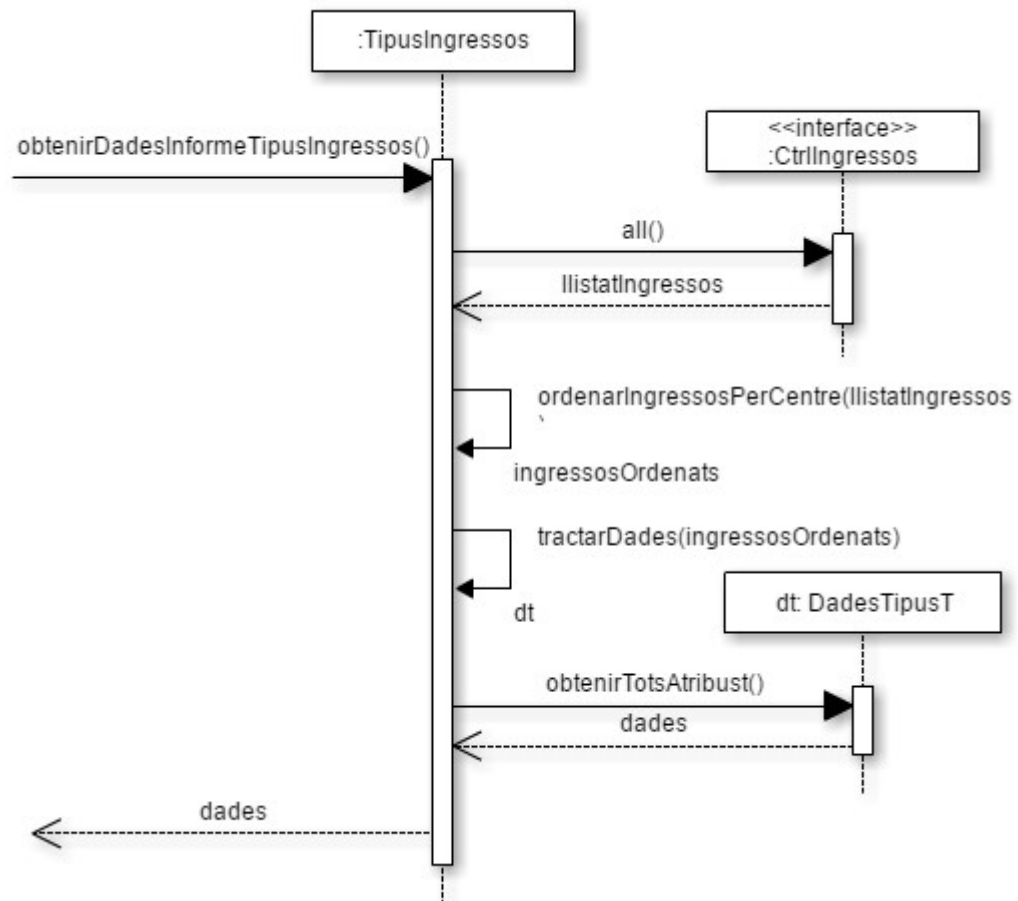 :TipusIngressos
<<interface>>
:CtrlIngressos
obtenirDadesInformeTipusIngressos()
all()
llistatIngressos
ordenarIngressosPerCentre(llistatIngressos
)
ingressosOrdenats
tractarDades(ingressosOrdenats)
dt
dt: DadesTipusT
obtenirTotsAtribust()
dades
dades